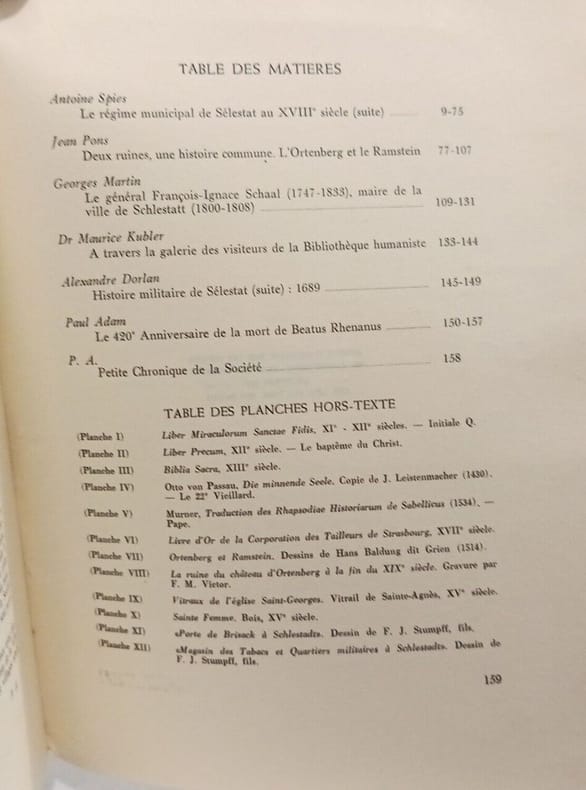 TABLE DES MATIERES
Antoine Spies
Le régime municipal de Sélestat au XVIIIe siècle (suite) 9-75
Jean Pons
Deux ruines, une histoire commune. L'Ortenberg et le Ramstein 77-107
Georges Martin
Le général François-Ignace Schaal (1747-1833), maire de la
ville de Schlestatt (1800-1808) 109-131
Dr Maurice Kubler
A travers la galerie des visiteurs de la Bibliothèque humaniste 133-144
Alexandre Dorlan
Histoire militaire de Sélestat (suite) : 1689 145-149
Paul Adam
Le 420e Anniversaire de la mort de Beatus Rhenanus 150-157
P. A.
Petite Chronique de la Société 158
TABLE DES PLANCHES HORS-TEXTE
(Planche I) Liber Miraculorum Sanctae Fidis, XIe - XIIe siècles. — Initiale Q.
(Planche II) Liber Precum, XIIe siècle. — Le baptême du Christ.
(Planche III) Biblia Sacra, XIIIe siècle.
(Planche IV) Otto von Passau, Die minnende Seele. Copie de J. Leistenmacher (1430).
— Le 22e Vieillard.
(Planche V) Murner, Traduction des Rhapsodiae Historiarum de Sabellicus (1534). —
Pape.
(Planche VI) Livre d'Or de la Corporation des Tailleurs de Strasbourg, XVIIe siècle.
(Planche VII) Ortenberg et Ramstein. Dessins de Hans Baldung dit Grien (1514).
(Planche VIII) La ruine du château d'Ortenberg à la fin du XIXe siècle. Gravure par
F. M. Victor.
(Planche IX) Vitraux de l'église Saint-Georges. Vitrail de Sainte-Agnès, XVe siècle.
(Planche X) Sainte Femme. Bois, XVe siècle.
(Planche XI) «Porte de Brisack à Schlestadt». Dessin de F. J. Stumpff, fils.
(Planche XII) «Magasin des Tabacs et Quartiers militaires à Schlestadt». Dessin de
F. J. Stumpff, fils.
159